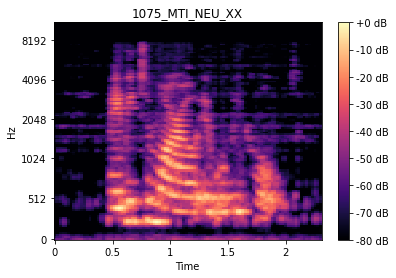 1075_MTI_NEU_XX
8192
4096
2048
1024
512
0
Hz
0
0.5
1
1.5
2
Time
+0 dB
-10 dB
-20 dB
-30 dB
-40 dB
-50 dB
-60 dB
-70 dB
-80 dB